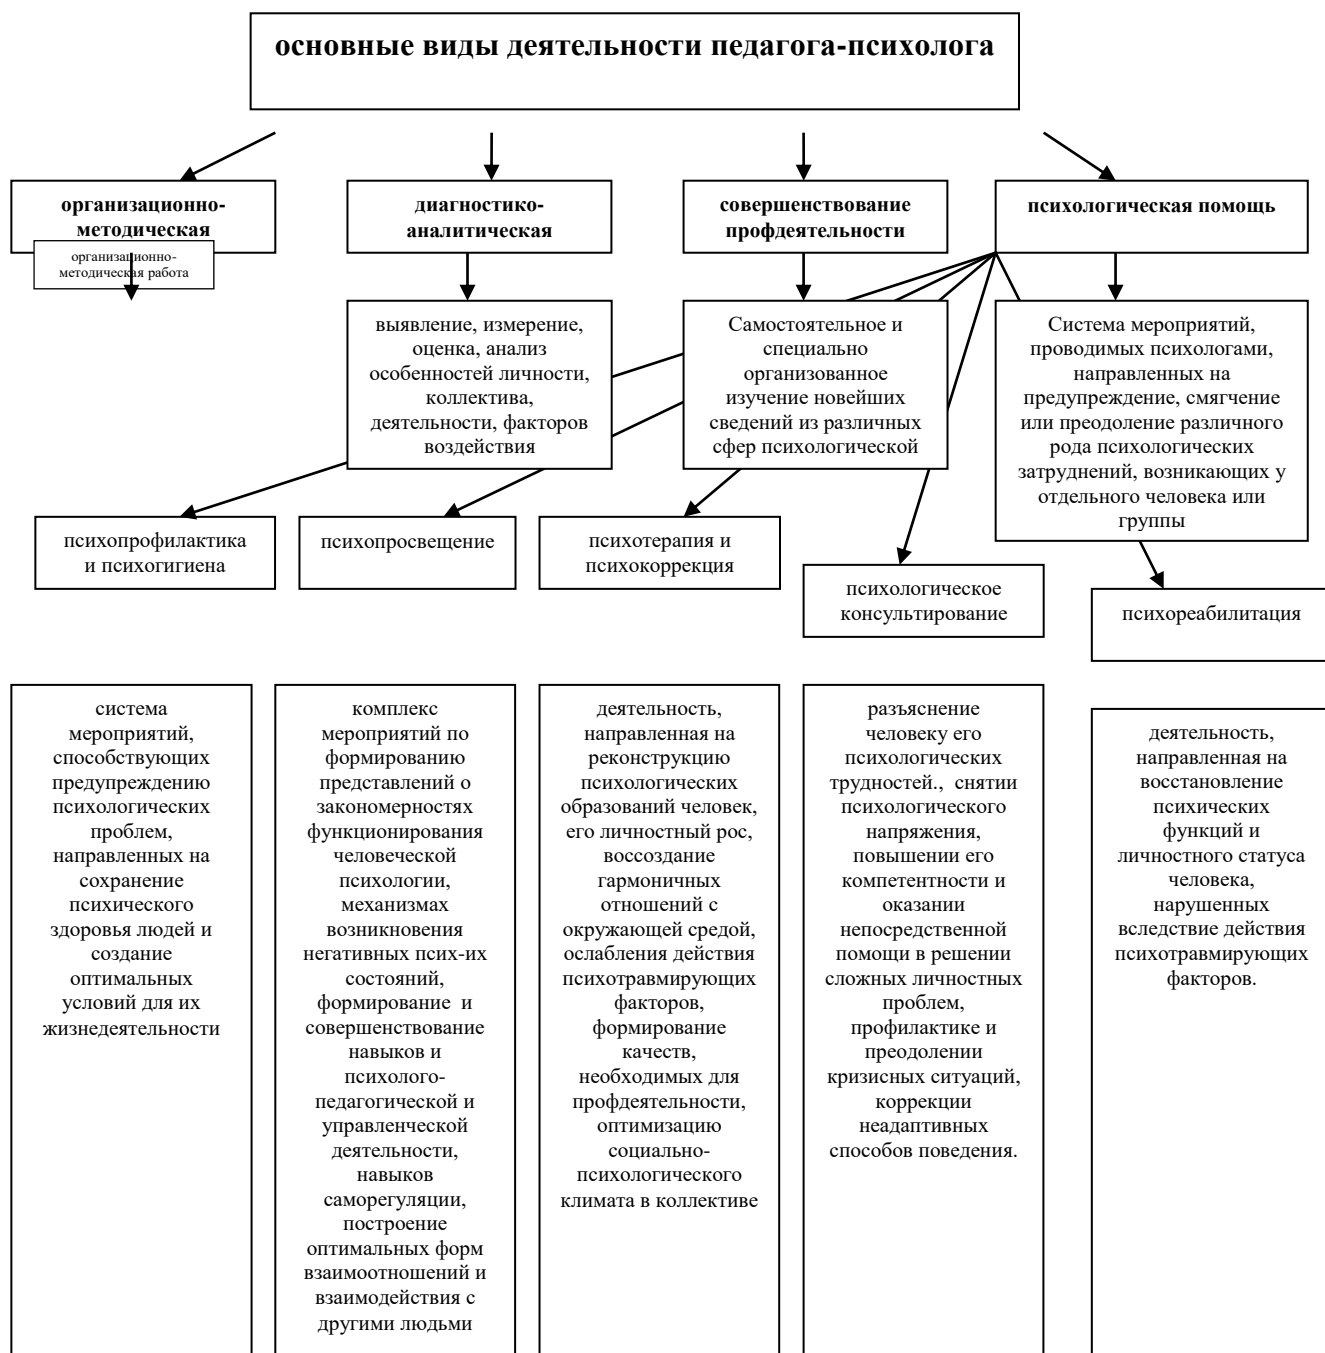 основные виды деятельности педагога-психолога
организационно-
методическая
организационно-
методическая работа
диагностико-
аналитическая
совершенствование
профдеятельности
психологическая помощь
выявление, измерение,
оценка, анализ
особенностей личности,
коллектива,
деятельности, факторов
воздействия
Самостоятельное и
специально
организованное
изучение новейших
сведений из различных
сфер психологической
Система мероприятий,
проводимых психологами,
направленных на
предупреждение, смягчение
или преодоление различного
рода психологических
затруднений, возникающих у
отдельного человека или
группы
психопрофилактика
и психогигиена
психопросвещение
психотерапия и
психокоррекция
психологическое
консультирование
психореабилитация
система
мероприятий,
способствующих
предупреждению
психологических
проблем,
направленных на
сохранение
психического
здоровья людей и
создание
оптимальных
условий для их
жизнедеятельности
комплекс
мероприятий по
формированию
представлений о
закономерностях
функционирования
человеческой
психологии,
механизмах
возникновения
негативных псих-их
состояний,
формирование и
совершенствование
навыков и
психолого-
педагогической и
управленческой
деятельности,
навыков
саморегуляции,
построение
оптимальных форм
взаимоотношений и
взаимодействия с
другими людьми
деятельность,
направленная на
реконструкцию
психологических
образований человек,
его личностный рос,
воссоздание
гармоничных
отношений с
окружающей средой,
ослабления действия
психотравмирующих
факторов,
формирование
качеств,
необходимых для
профдеятельности,
оптимизацию
социально-
психологического
климата в коллективе
разъяснение
человеку его
психологических
трудностей., снятии
психологического
напряжения,
повышении его
компетентности и
оказании
непосредственной
помощи в решении
сложных личностных
проблем,
профилактике и
преодолении
кризисных ситуаций,
коррекции
неадаптивных
способов поведения.
деятельность,
направленная на
восстановление
психических
функций и
личностного статуса
человека,
нарушенных
вследствие действия
психотравмирующих
факторов.